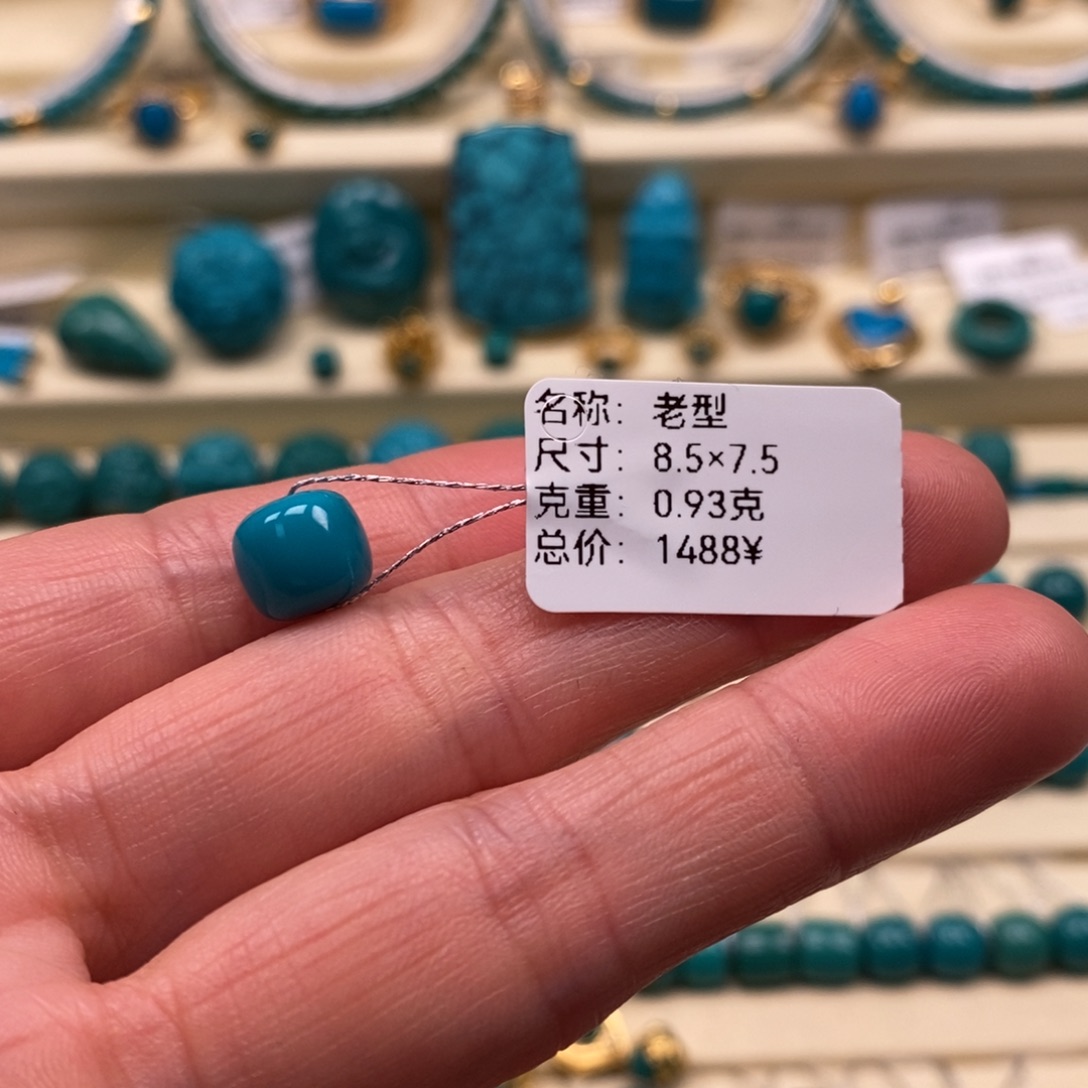 名称: 老型
尺寸: 8.5×7.5
克重: 0.93克
总价: 1488¥